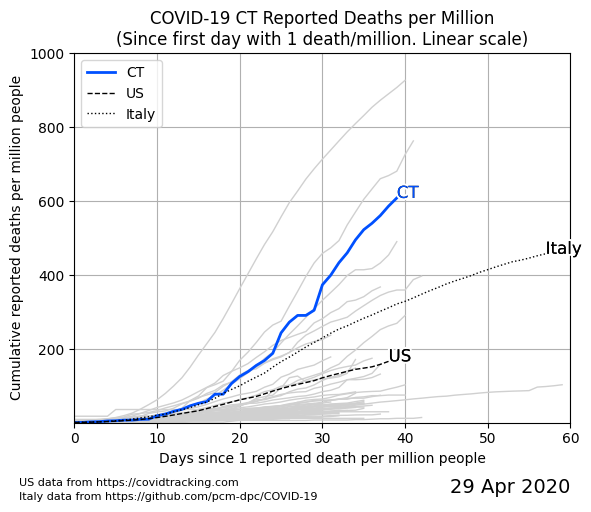 COVID-19 CT Reported Deaths per Million
(Since first day with 1 death/million. Linear scale)
Cumulative reported deaths per million people
1000
800
600
400
200
CT
US
Italy
CT
Italy
US
0 10 20 30 40 50 60
Days since 1 reported death per million people
US data from https://covidtracking.com
Italy data from https://github.com/pcm-dpc/COVID-19
29 Apr 2020